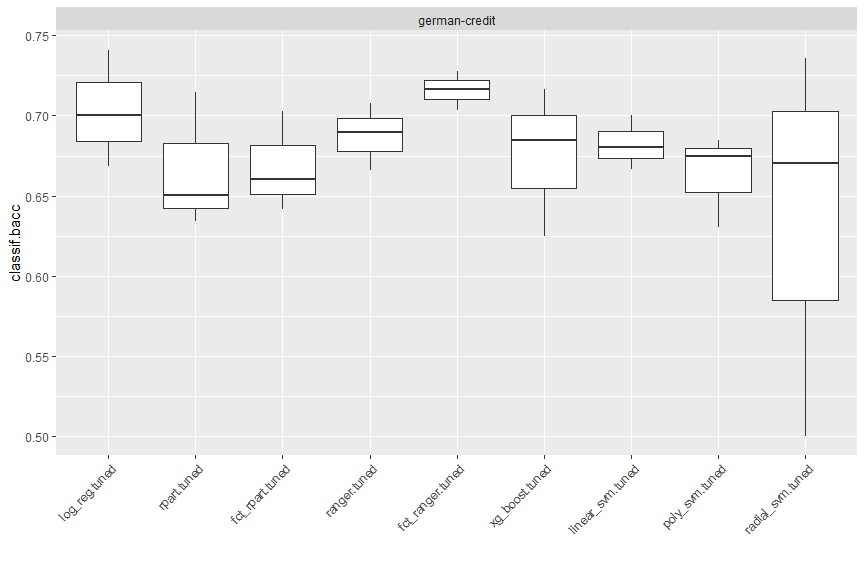 german-credit
classif.bacc
0.75
0.70
0.65
0.60
0.55
0.50
log_reg.tuned
rpart.tuned
fct_rpart.tuned
ranger.tuned
fct_ranger.tuned
xg_boost.tuned
linear_svm.tuned
poly_svm.tuned
radial_svm.tuned